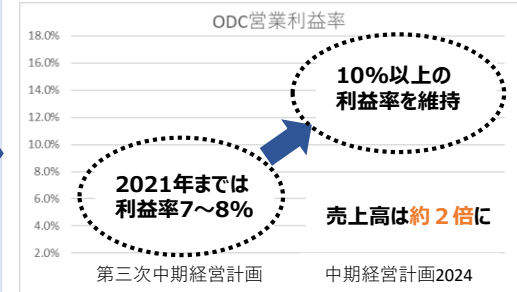 ODC営業利益率
18.0%
16.0%
14.0%
12.0%
10.0%
8.0%
6.0%
4.0%
2.0%
10%以上の
利益率を維持
2021年までは
利益率7～8%
売上高は約２倍に
第三次中期経営計画
中期経営計画2024